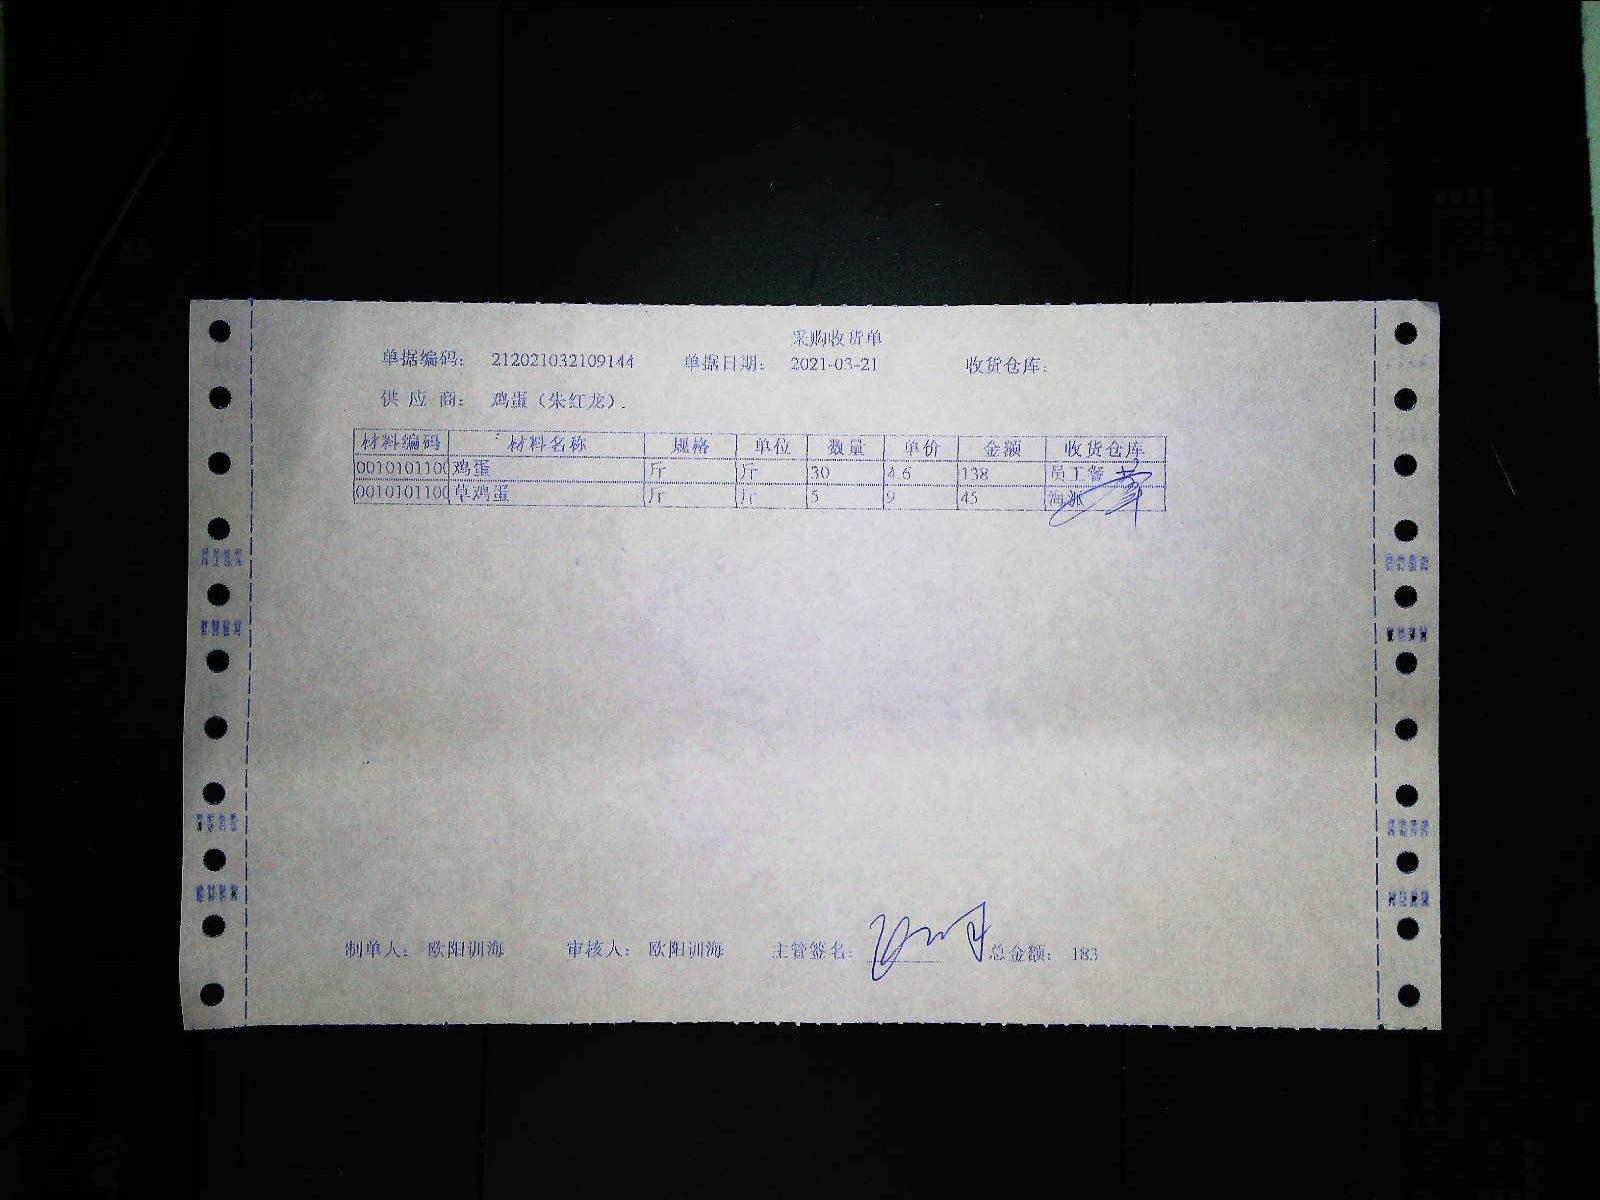 采购收货单
单据编码： 212021032109144 单据日期： 2021-03-21 收货仓库：
供 应 商： 鸡蛋（朱红龙）.
材料编码 材料名称 规格 单位 数量 单价 金额 收货仓库
0010101100 鸡蛋 斤 斤 30 4.6 138 员工餐
0010101100 草鸡蛋 斤 斤 5 9 45
制单人： 欧阳训海 审核人： 欧阳训海 主管签名： 总金额： 183